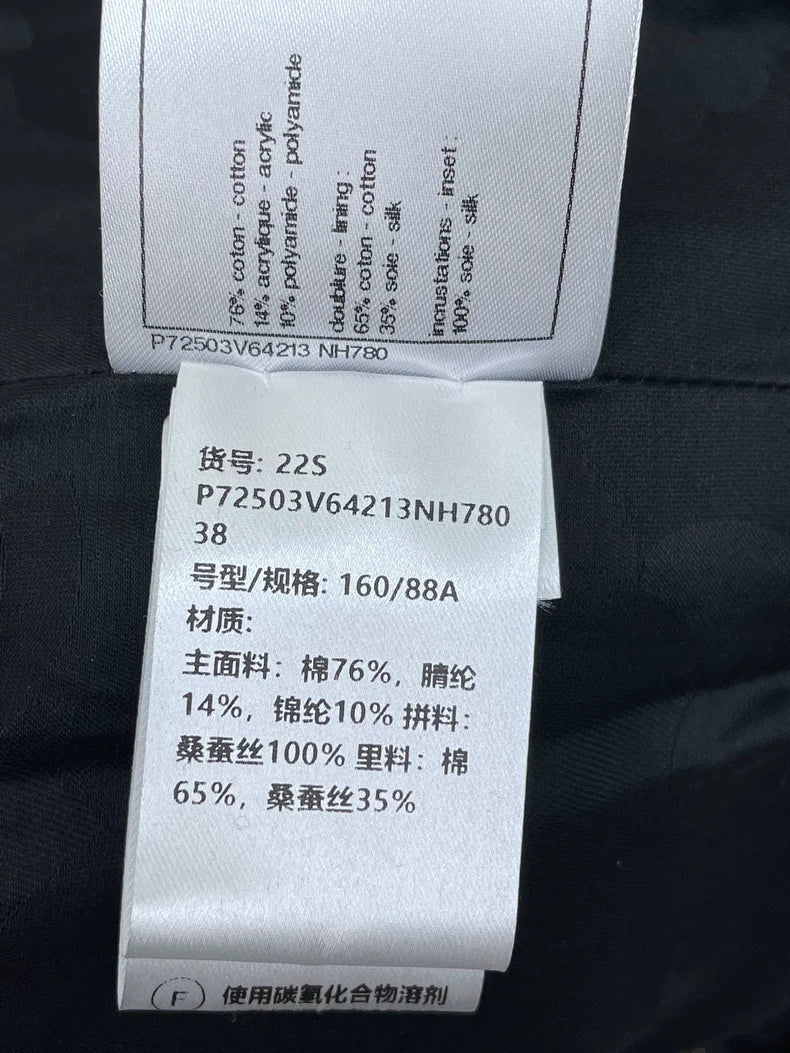 76% coton - cotton
14% acrylique - acrylic
10% polyamide - polyamide
doublure - lining :
65% coton - cotton
35% soie - silk
incrustations - inset :
100% soie - silk
P72503V64213 NH780
货号: 22S
P72503V64213NH780
38
号型/规格: 160/88A
材质:
主面料：棉76%，腈纶
14%，锦纶10% 拼料：
桑蚕丝100% 里料：棉
65%，桑蚕丝35%
F 使用碳氢化合物溶剂